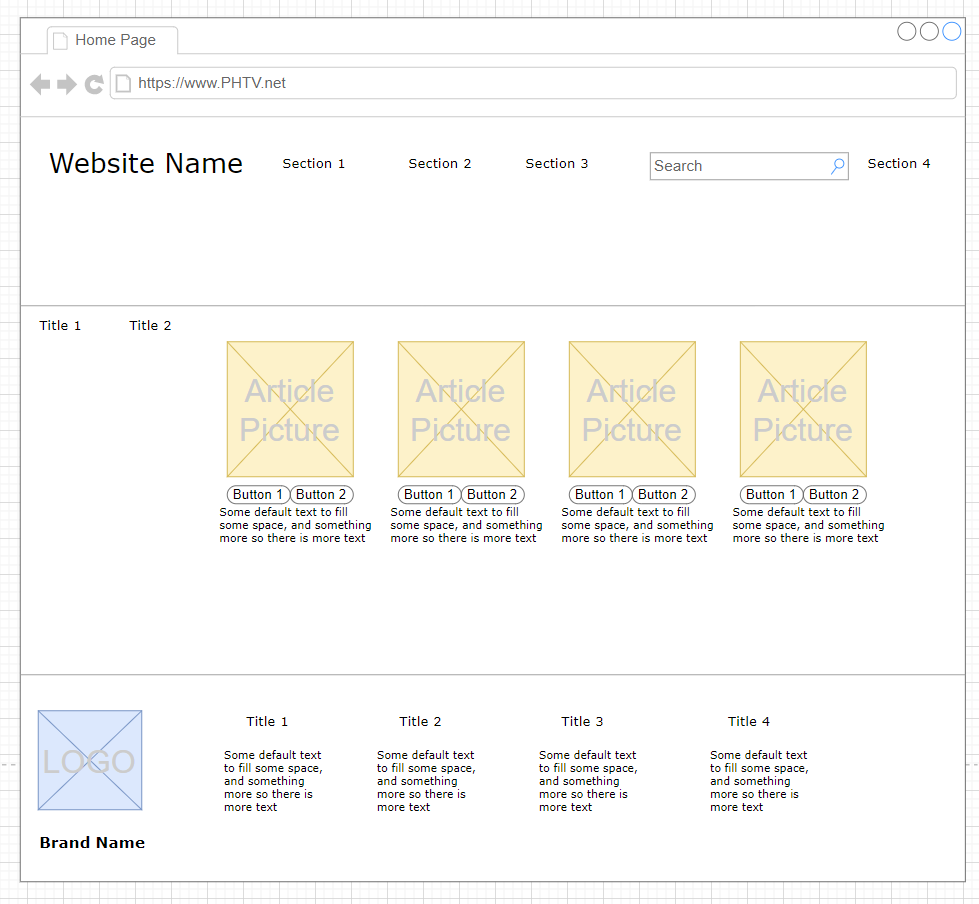 Home Page
https://www.PHTV.net
Website Name
Section 1
Section 2
Section 3
Search
Section 4
Title 1
Title 2
Article
Picture
Button 1
Button 2
Some default text to fill
some space, and something
more so there is more text
Article
Picture
Button 1
Button 2
Some default text to fill
some space, and something
more so there is more text
Article
Picture
Button 1
Button 2
Some default text to fill
some space, and something
more so there is more text
Article
Picture
Button 1
Button 2
Some default text to fill
some space, and something
more so there is more text
LOGO
Brand Name
Title 1
Some default text
to fill some space,
and something
more so there is
more text
Title 2
Some default text
to fill some space,
and something
more so there is
more text
Title 3
Some default text
to fill some space,
and something
more so there is
more text
Title 4
Some default text
to fill some space,
and something
more so there is
more text